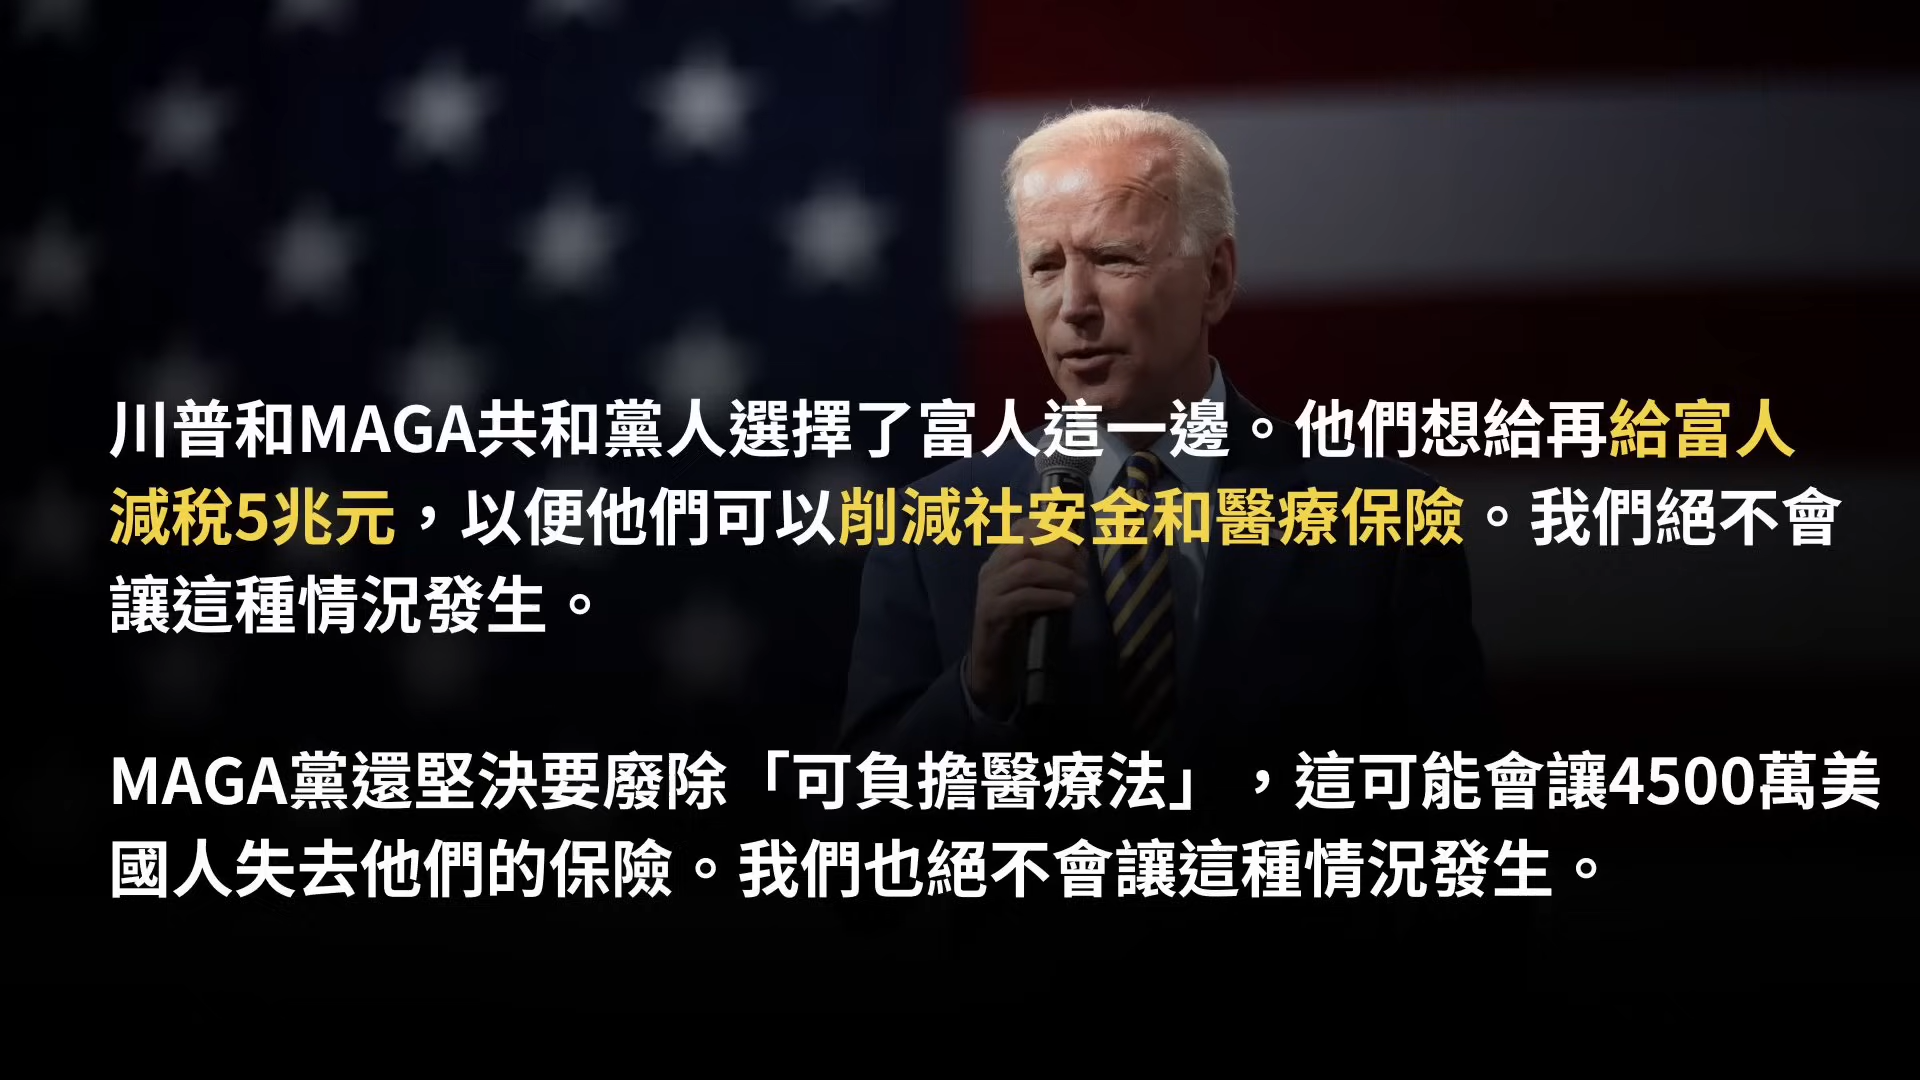 川普和MAGA共和黨人選擇了富人這一邊。他們想給再給富人
減稅5兆元，以便他們可以削減社安金和醫療保險。我們絕不會
讓這種情況發生。
MAGA黨還堅決要廢除「可負擔醫療法」，這可能會讓4500萬美
國人失去他們的保險。我們也絕不會讓這種情況發生。